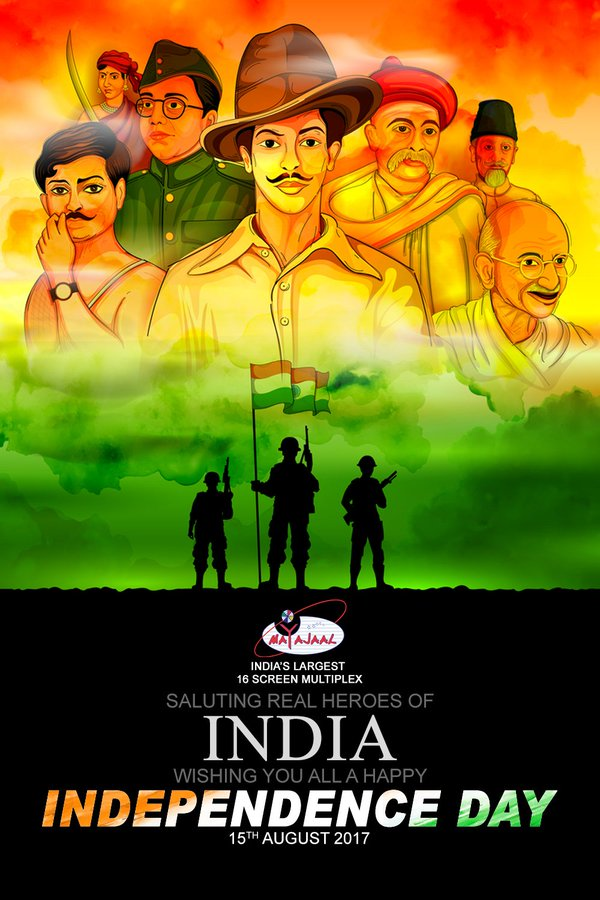 MAYAJAAL
INDIA'S LARGEST
16 SCREEN MULTIPLEX
SALUTING REAL HEROES OF
INDIA
WISHING YOU ALL A HAPPY
INDEPENDENCE DAY
15TH AUGUST 2017